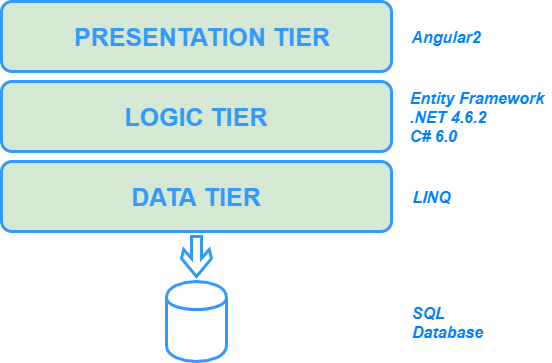 PRESENTATION TIER
Angular2
LOGIC TIER
Entity Framework
.NET 4.6.2
C# 6.0
DATA TIER
LINQ
SQL
Database